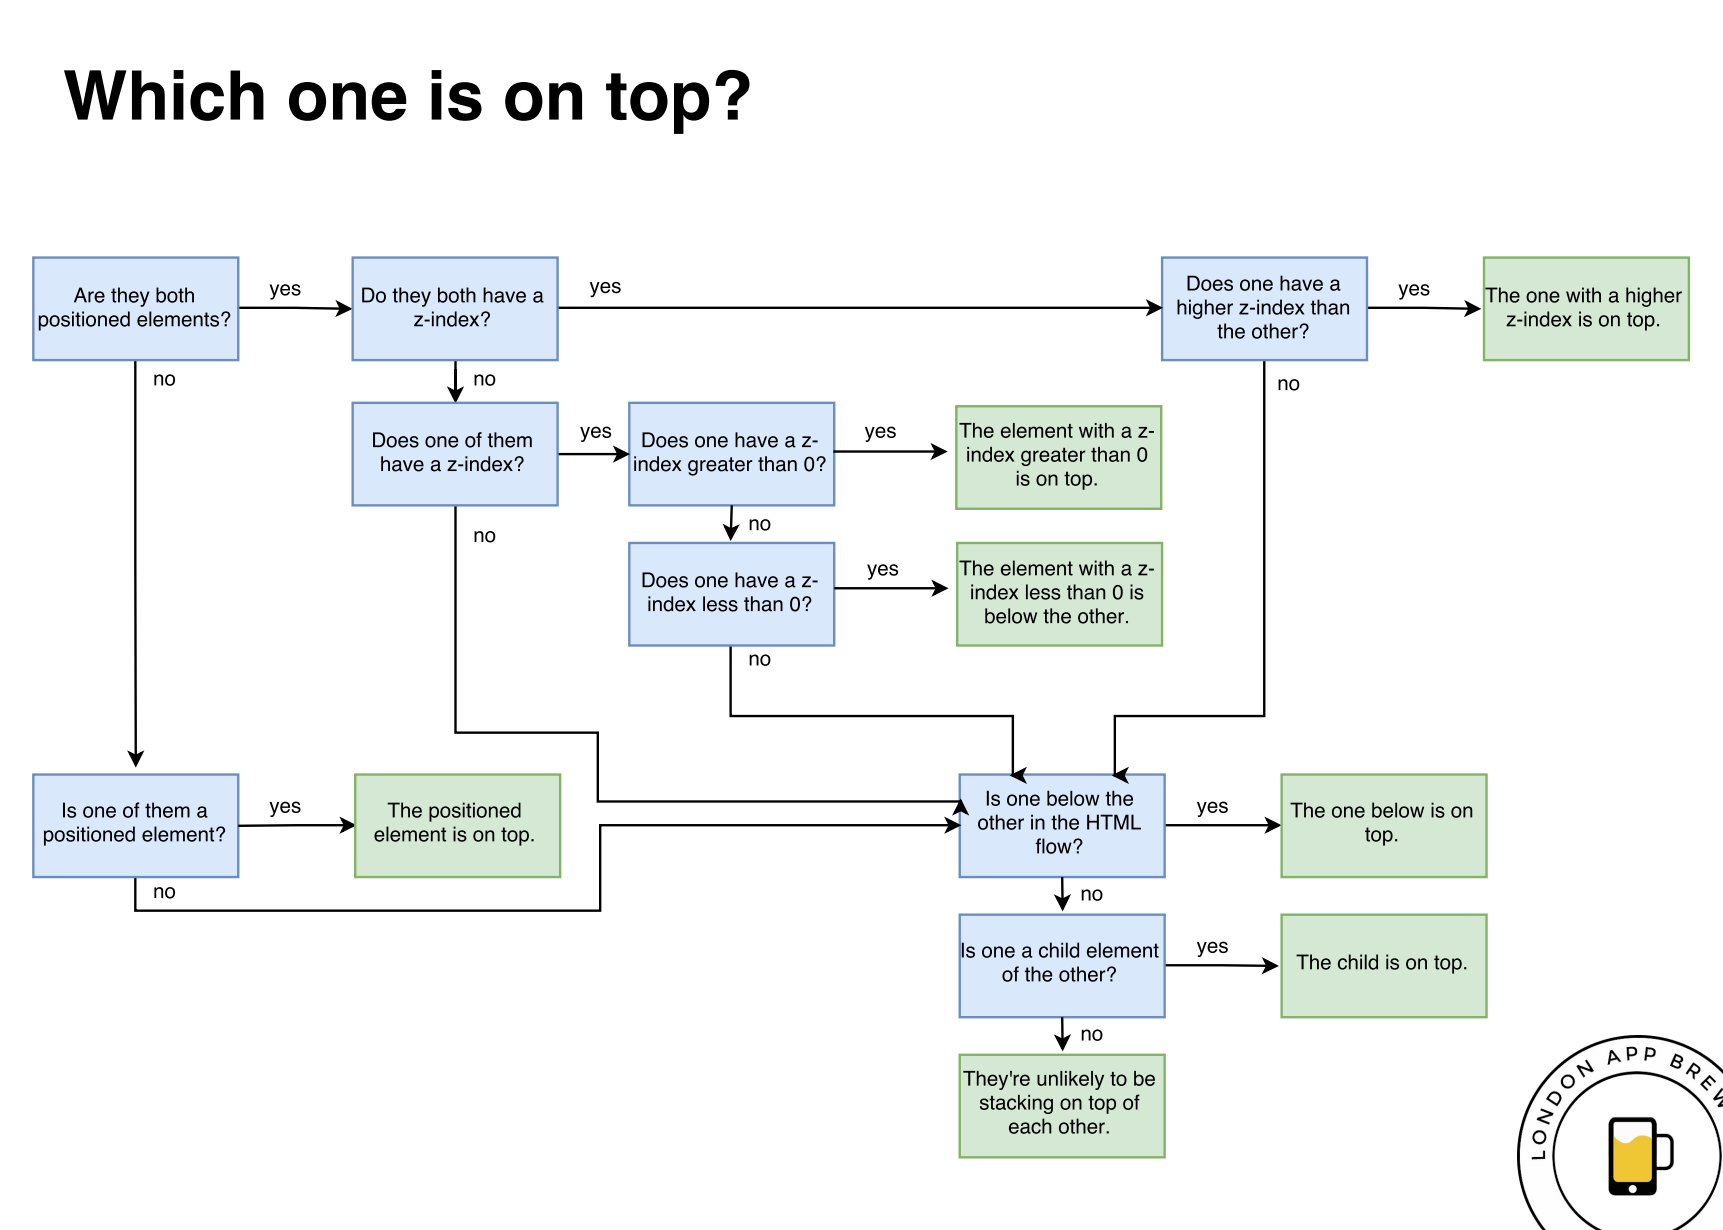 Which one is on top?
Are they both
positioned elements?
yes
Do they both have a
z-index?
yes
Does one have a
higher z-index than
the other?
yes
The one with a higher
z-index is on top.
no
no
no
Does one of them
have a z-index?
yes
Does one have a z-
index greater than 0?
yes
The element with a z-
index greater than 0
is on top.
no
no
Does one have a z-
index less than 0?
yes
The element with a z-
index less than 0 is
below the other.
no
Is one of them a
positioned element?
yes
The positioned
element is on top.
no
Is one below the
other in the HTML
flow?
yes
The one below is on
top.
no
Is one a child element
of the other?
yes
The child is on top.
no
They're unlikely to be
stacking on top of
each other.
LONDON APP BREW